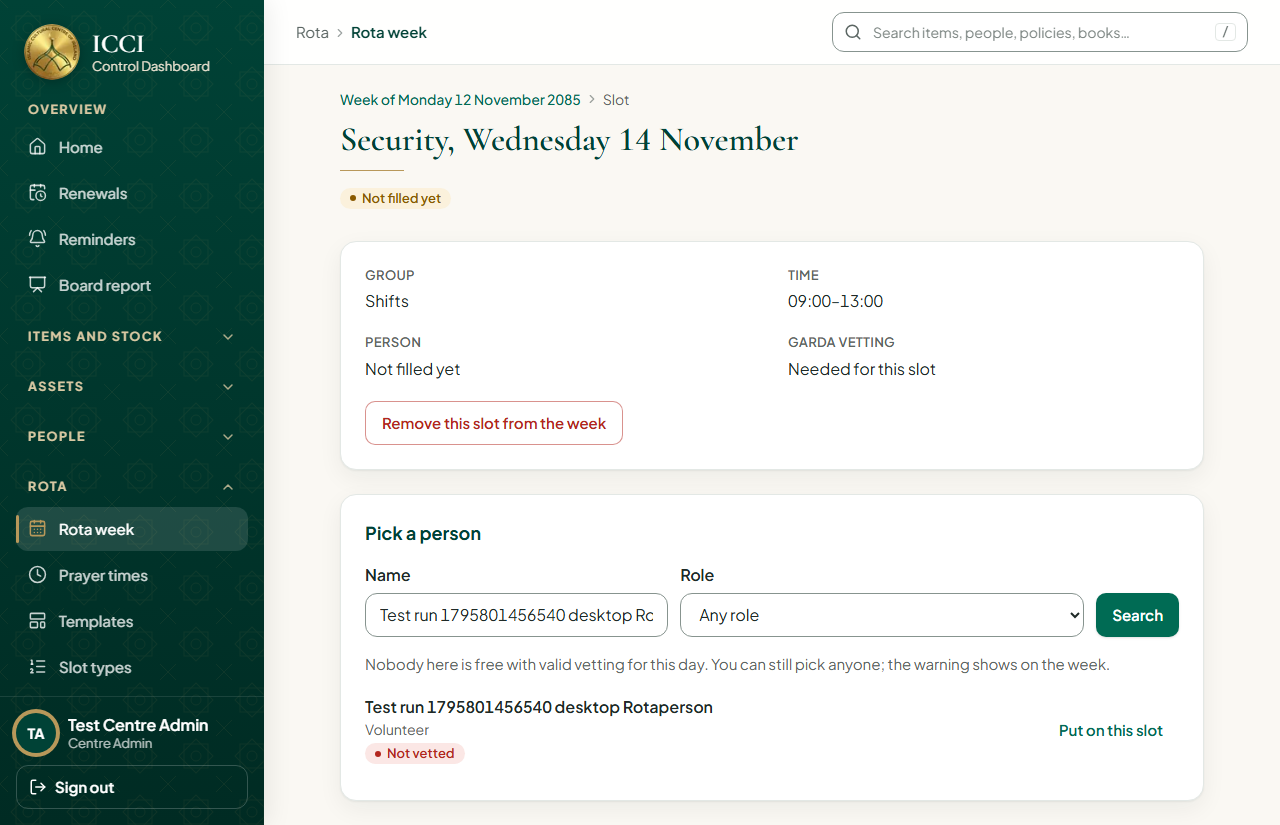 ICCI
Control Dashboard
OVERVIEW
Home
Renewals
Reminders
Board report
ITEMS AND STOCK
ASSETS
PEOPLE
ROTA
Rota week
Prayer times
Templates
Slot types
TA
Test Centre Admin
Centre Admin
Sign out
Rota > Rota week
Search items, people, policies, books…
/
Week of Monday 12 November 2085 > Slot
Security, Wednesday 14 November
Not filled yet
GROUP
Shifts
TIME
09:00–13:00
PERSON
Not filled yet
GARDA VETTING
Needed for this slot
Remove this slot from the week
Pick a person
Name
Role
Test run 1795801456540 desktop Ro
Any role
Search
Nobody here is free with valid vetting for this day. You can still pick anyone; the warning shows on the week.
Test run 1795801456540 desktop Rotaperson
Volunteer
Not vetted
Put on this slot